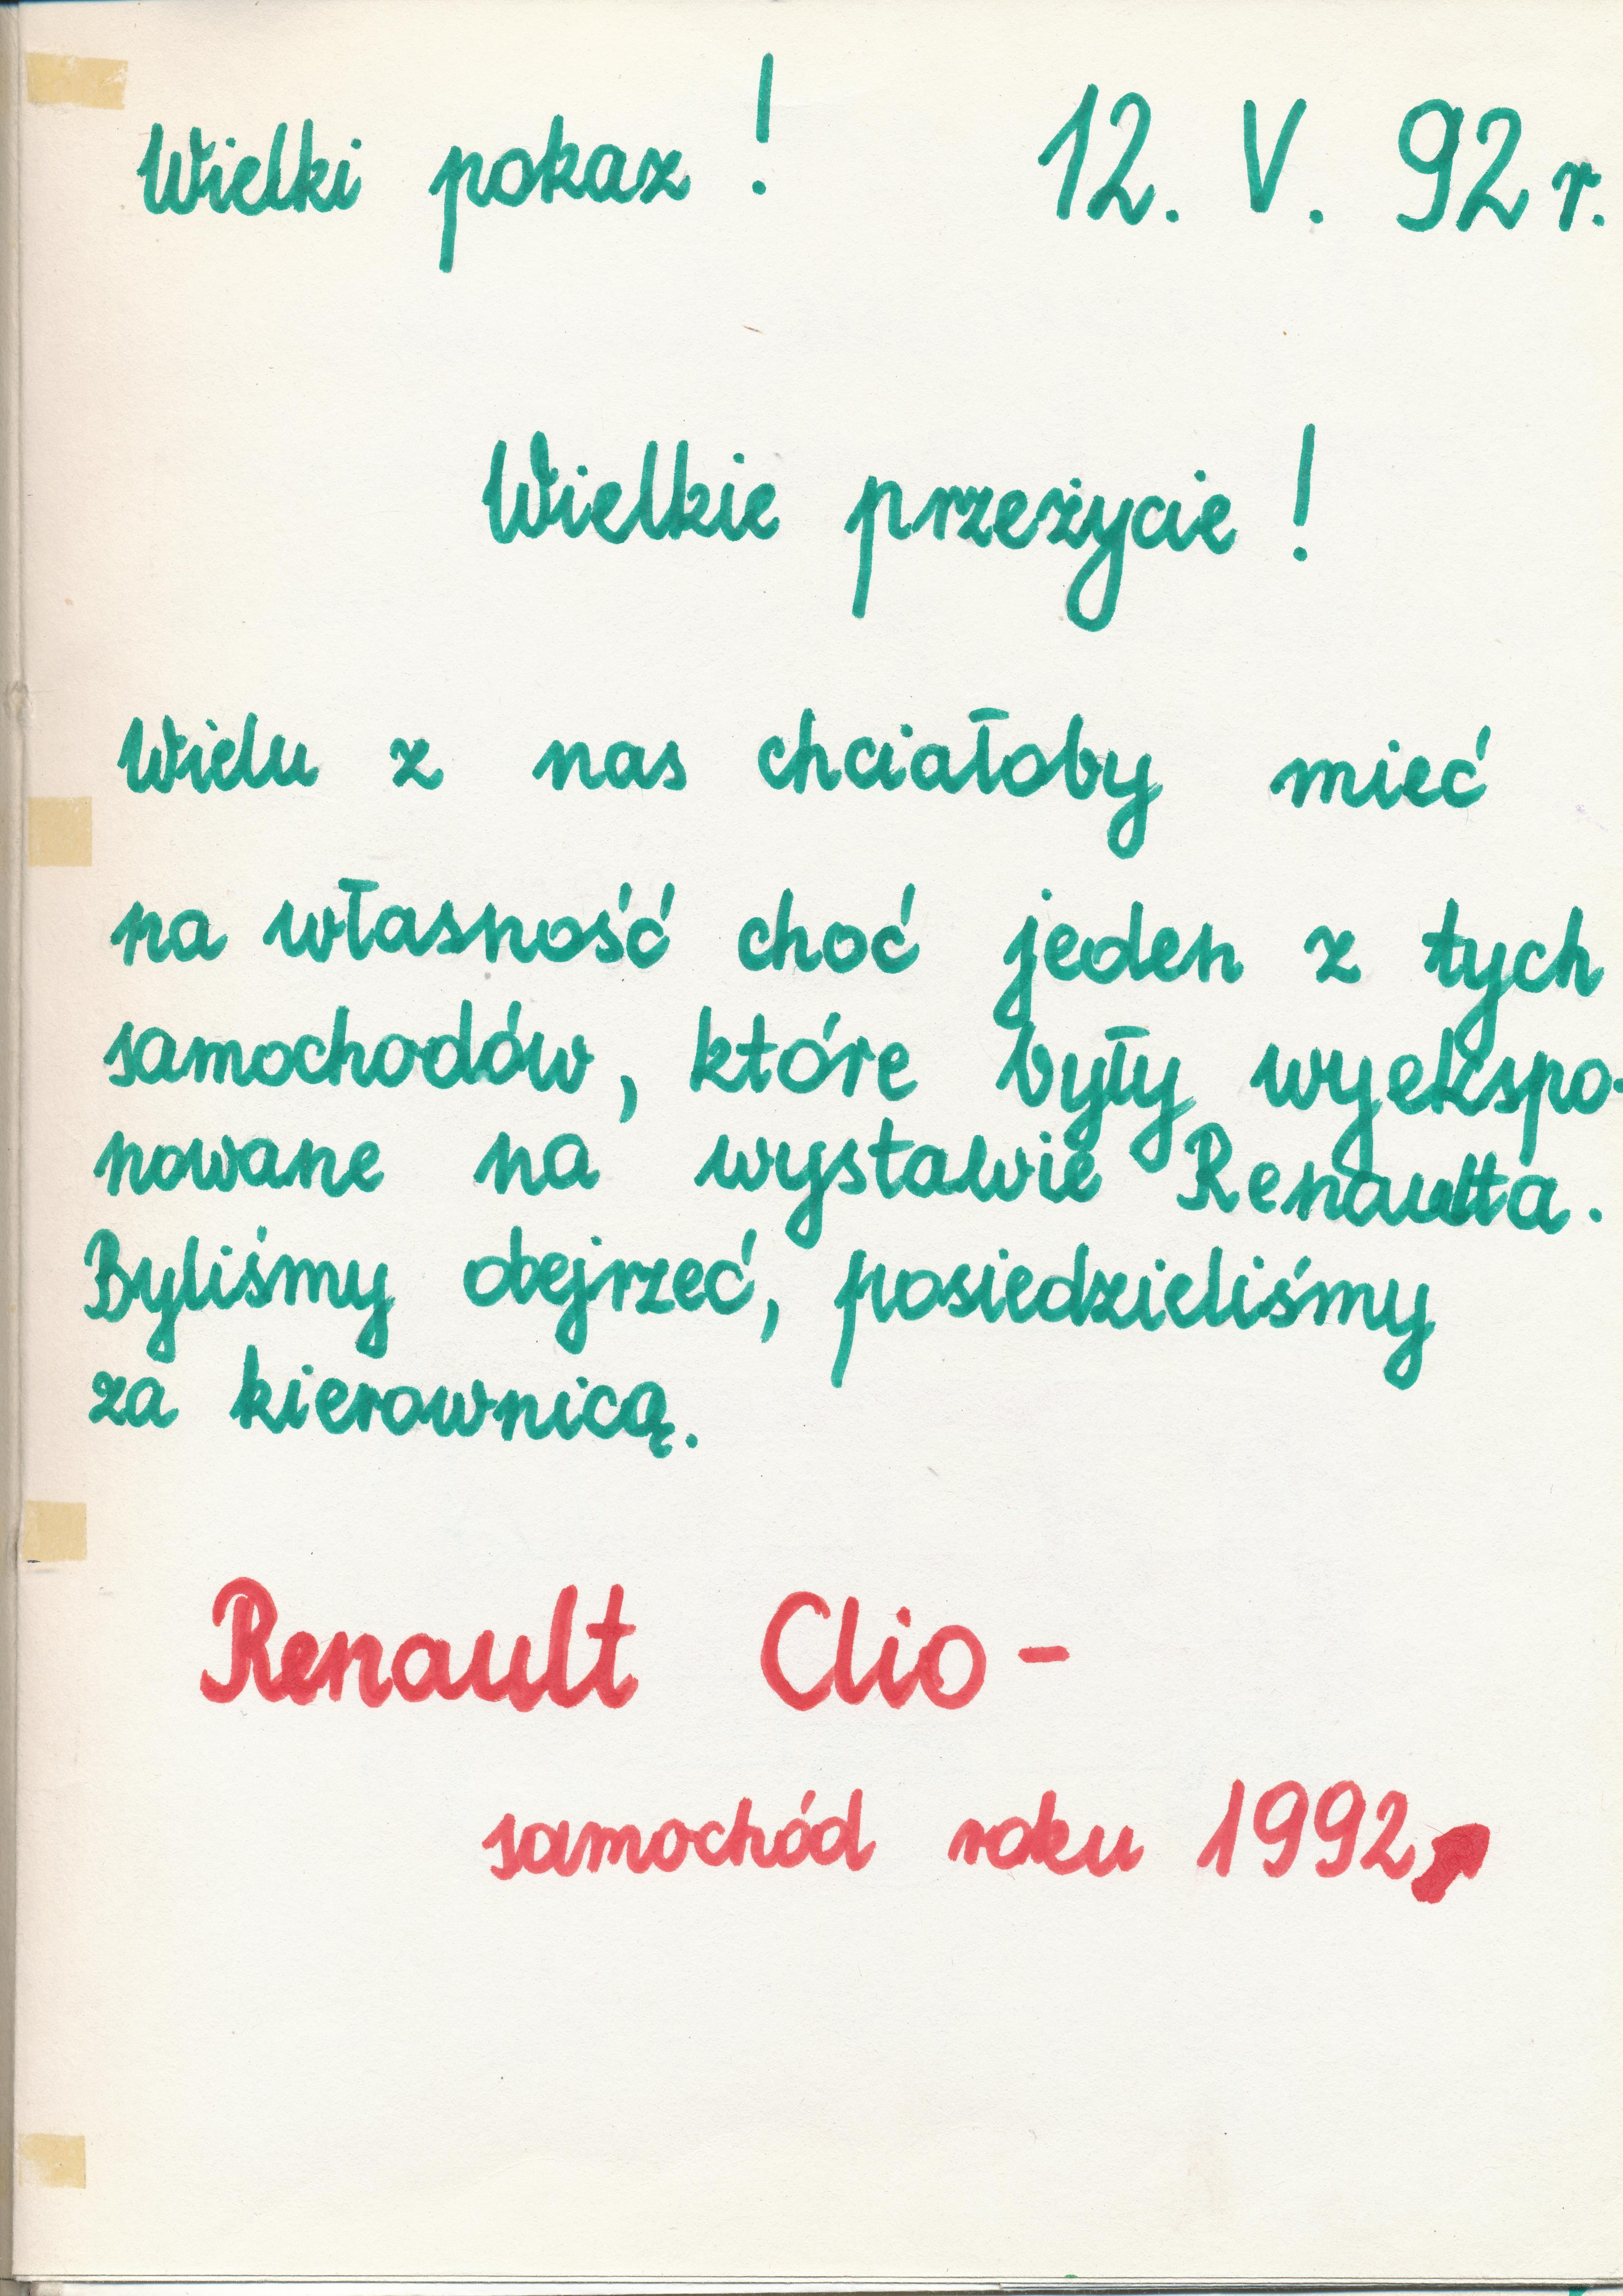 Wielki pokaz! 12. V. 92 r.
Wielkie przeżycie!
Wielu z nas chciałoby mieć
na własność choć jeden z tych
samochodów, które były wyekspo-
nowane na wystawie Renaulta.
Byliśmy obejrzeć, posiedzieliśmy
za kierownicą.
Renault Clio -
samochód roku 1992